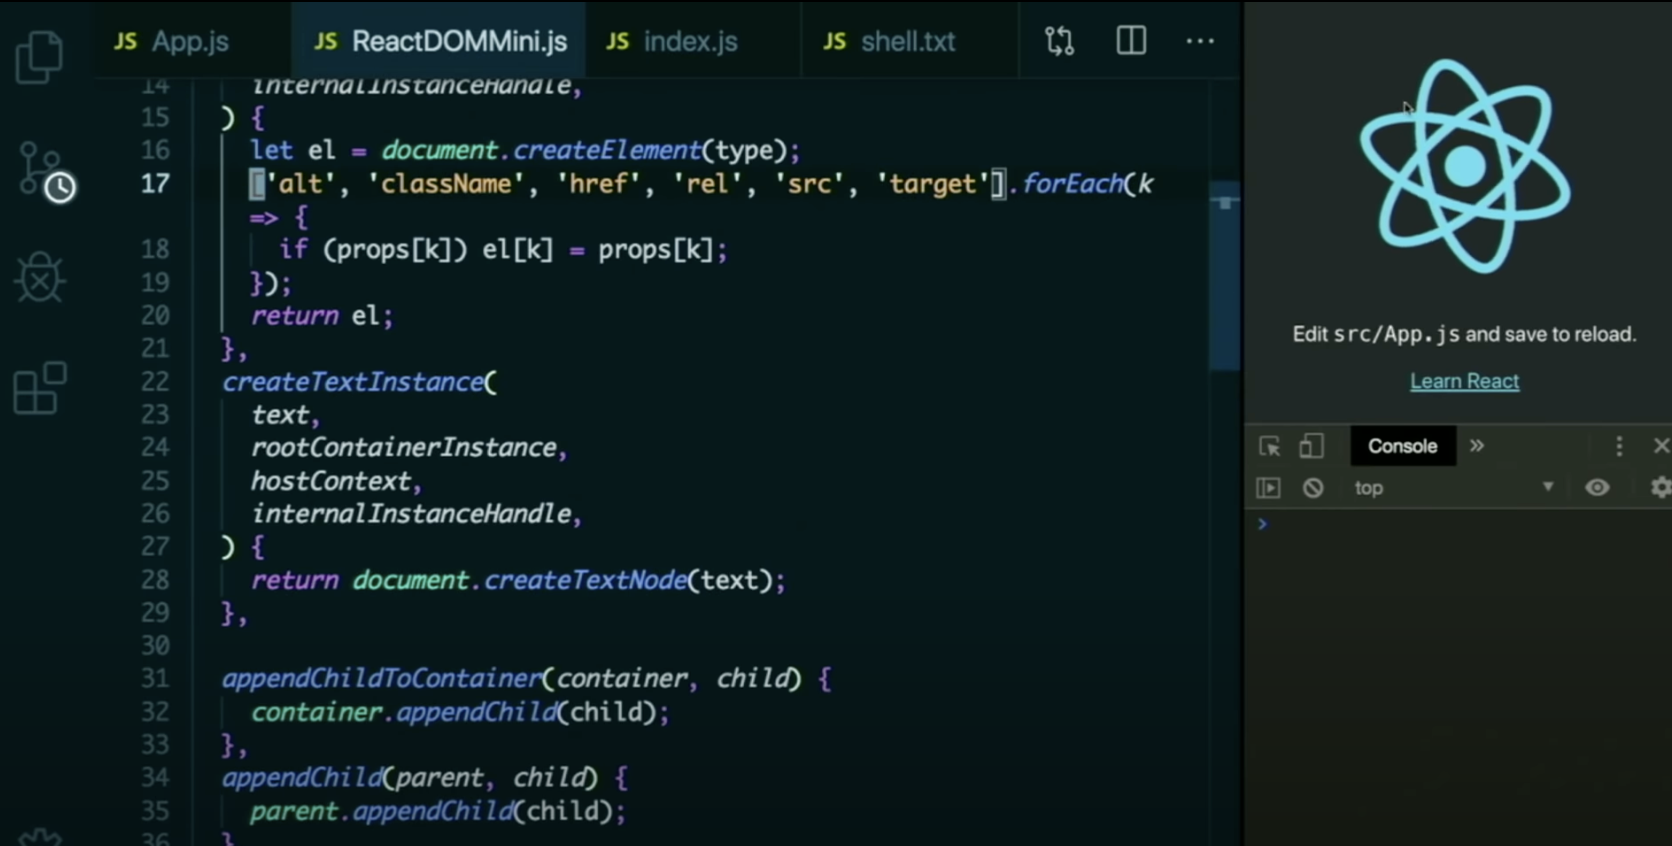 JS App.js
JS ReactDOMMini.js
JS index.js
JS shell.txt
14 internalInstanceHandle,
15 ) {
16 let el = document.createElement(type);
17 ['alt', 'className', 'href', 'rel', 'src', 'target'].forEach(k
=> {
18 if (props[k]) el[k] = props[k];
19 });
20 return el;
21 },
22 createTextInstance(
23 text,
24 rootContainerInstance,
25 hostContext,
26 internalInstanceHandle,
27 ) {
28 return document.createTextNode(text);
29 },
30
31 appendChildToContainer(container, child) {
32 container.appendChild(child);
33 },
34 appendChild(parent, child) {
35 parent.appendChild(child);
36 }
Edit src/App.js and save to reload.
Learn React
Console
top